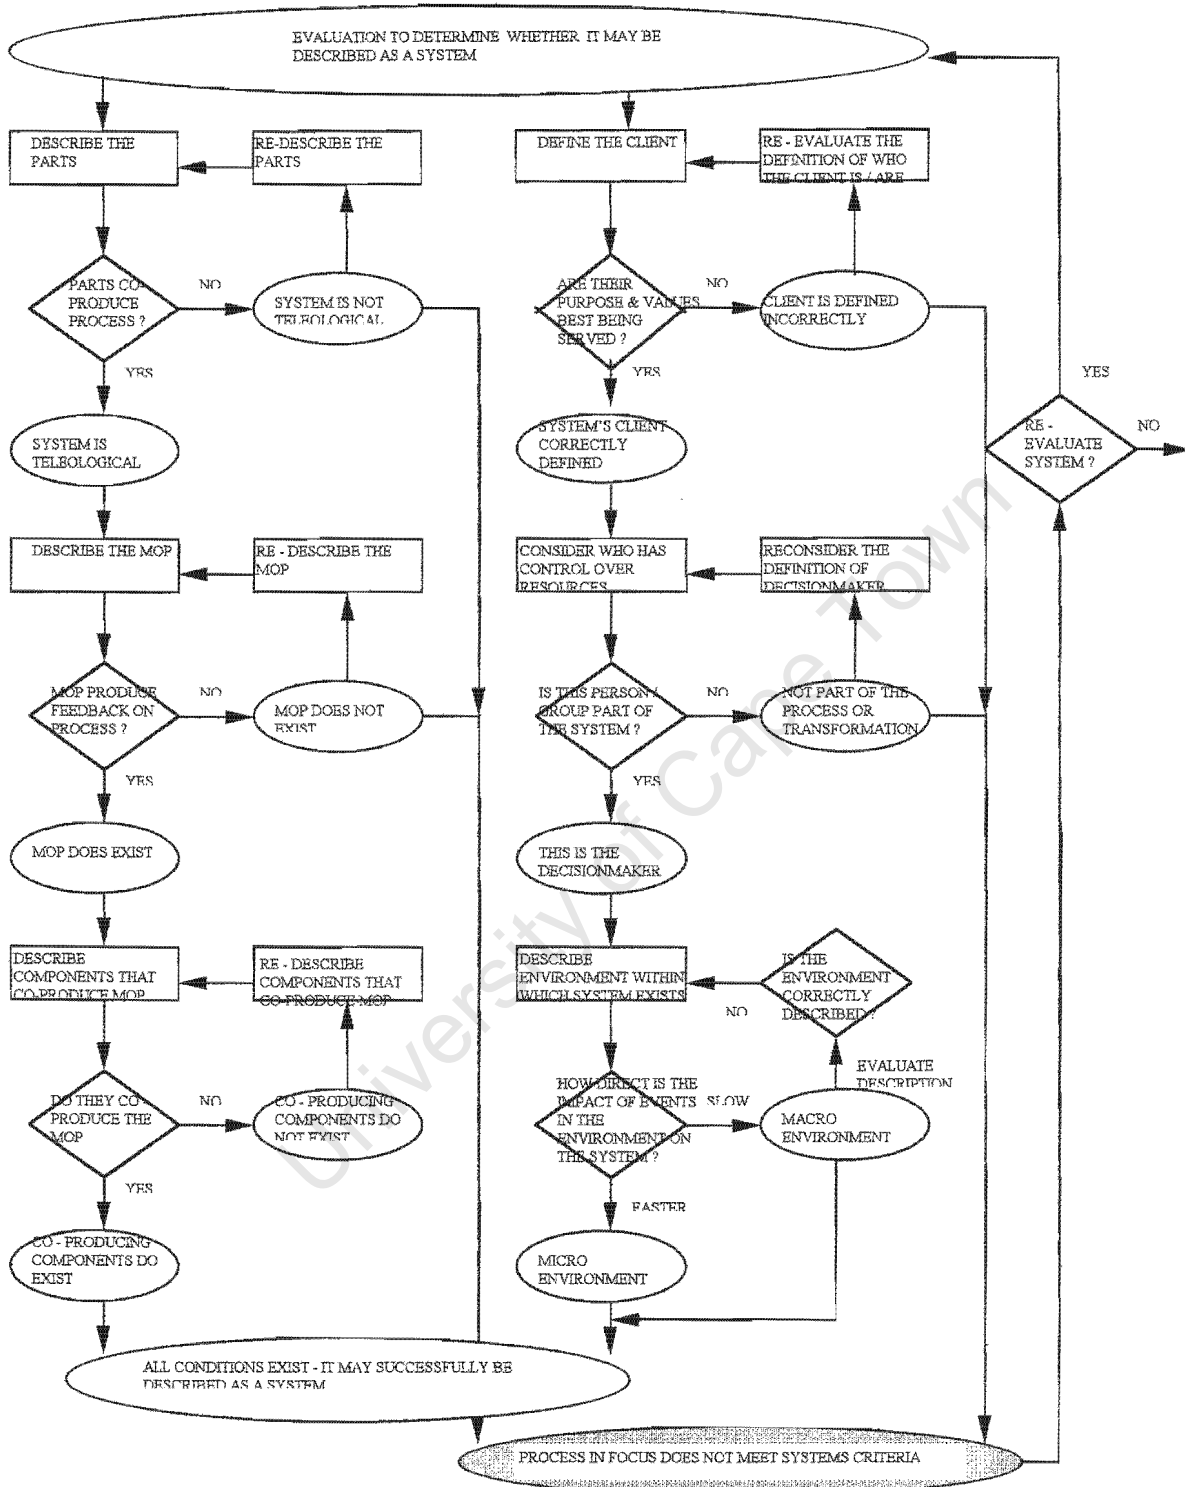 EVALUATION TO DETERMINE WHETHER IT MAY BE
DESCRIBED AS A SYSTEM
DESCRIBE THE
PARTS
RE-DESCRIBE THE
PARTS
PARTS CO-
PRODUCE
PROCESS ?
NO
SYSTEM IS NOT
TELEOLOGICAL
YES
SYSTEM IS
TELEOLOGICAL
DESCRIBE THE MOP
RE - DESCRIBE THE
MOP
MOP PRODUCE
FEEDBACK ON
PROCESS ?
NO
MOP DOES NOT
EXIST
YES
MOP DOES EXIST
DESCRIBE
COMPONENTS THAT
CO-PRODUCE MOP
RE - DESCRIBE
COMPONENTS THAT
CO-PRODUCE MOP
DO THEY CO
PRODUCE THE
MOP
NO
CO - PRODUCING
COMPONENTS DO
NOT EXIST
YES
CO - PRODUCING
COMPONENTS DO
EXIST
DEFINE THE CLIENT
RE - EVALUATE THE
DEFINITION OF WHO
THE CLIENT IS / ARE
ARE THEIR
PURPOSE & VALUES
BEST BEING
SERVED ?
NO
CLIENT IS DEFINED
INCORRECTLY
YES
SYSTEM'S CLIENT
CORRECTLY
DEFINED
CONSIDER WHO HAS
CONTROL OVER
RESOURCES
RECONSIDER THE
DEFINITION OF
DECISIONMAKER
IS THIS PERSON /
GROUP PART OF
THE SYSTEM ?
NO
NOT PART OF THE
PROCESS OR
TRANSFORMATION
YES
THIS IS THE
DECISIONMAKER
DESCRIBE
ENVIRONMENT WITHIN
WHICH SYSTEM EXISTS
IS THE
ENVIRONMENT
CORRECTLY
DESCRIBED ?
NO
EVALUATE
DESCRIPTION
HOW DIRECT IS THE
IMPACT OF EVENTS
IN THE
ENVIRONMENT ON
THE SYSTEM ?
SLOW
MACRO
ENVIRONMENT
FASTER
MICRO
ENVIRONMENT
YES
RE -
EVALUATE
SYSTEM ?
NO
ALL CONDITIONS EXIST - IT MAY SUCCESSFULLY BE
DESCRIBED AS A SYSTEM
PROCESS IN FOCUS DOES NOT MEET SYSTEMS CRITERIA
University of Cape Town